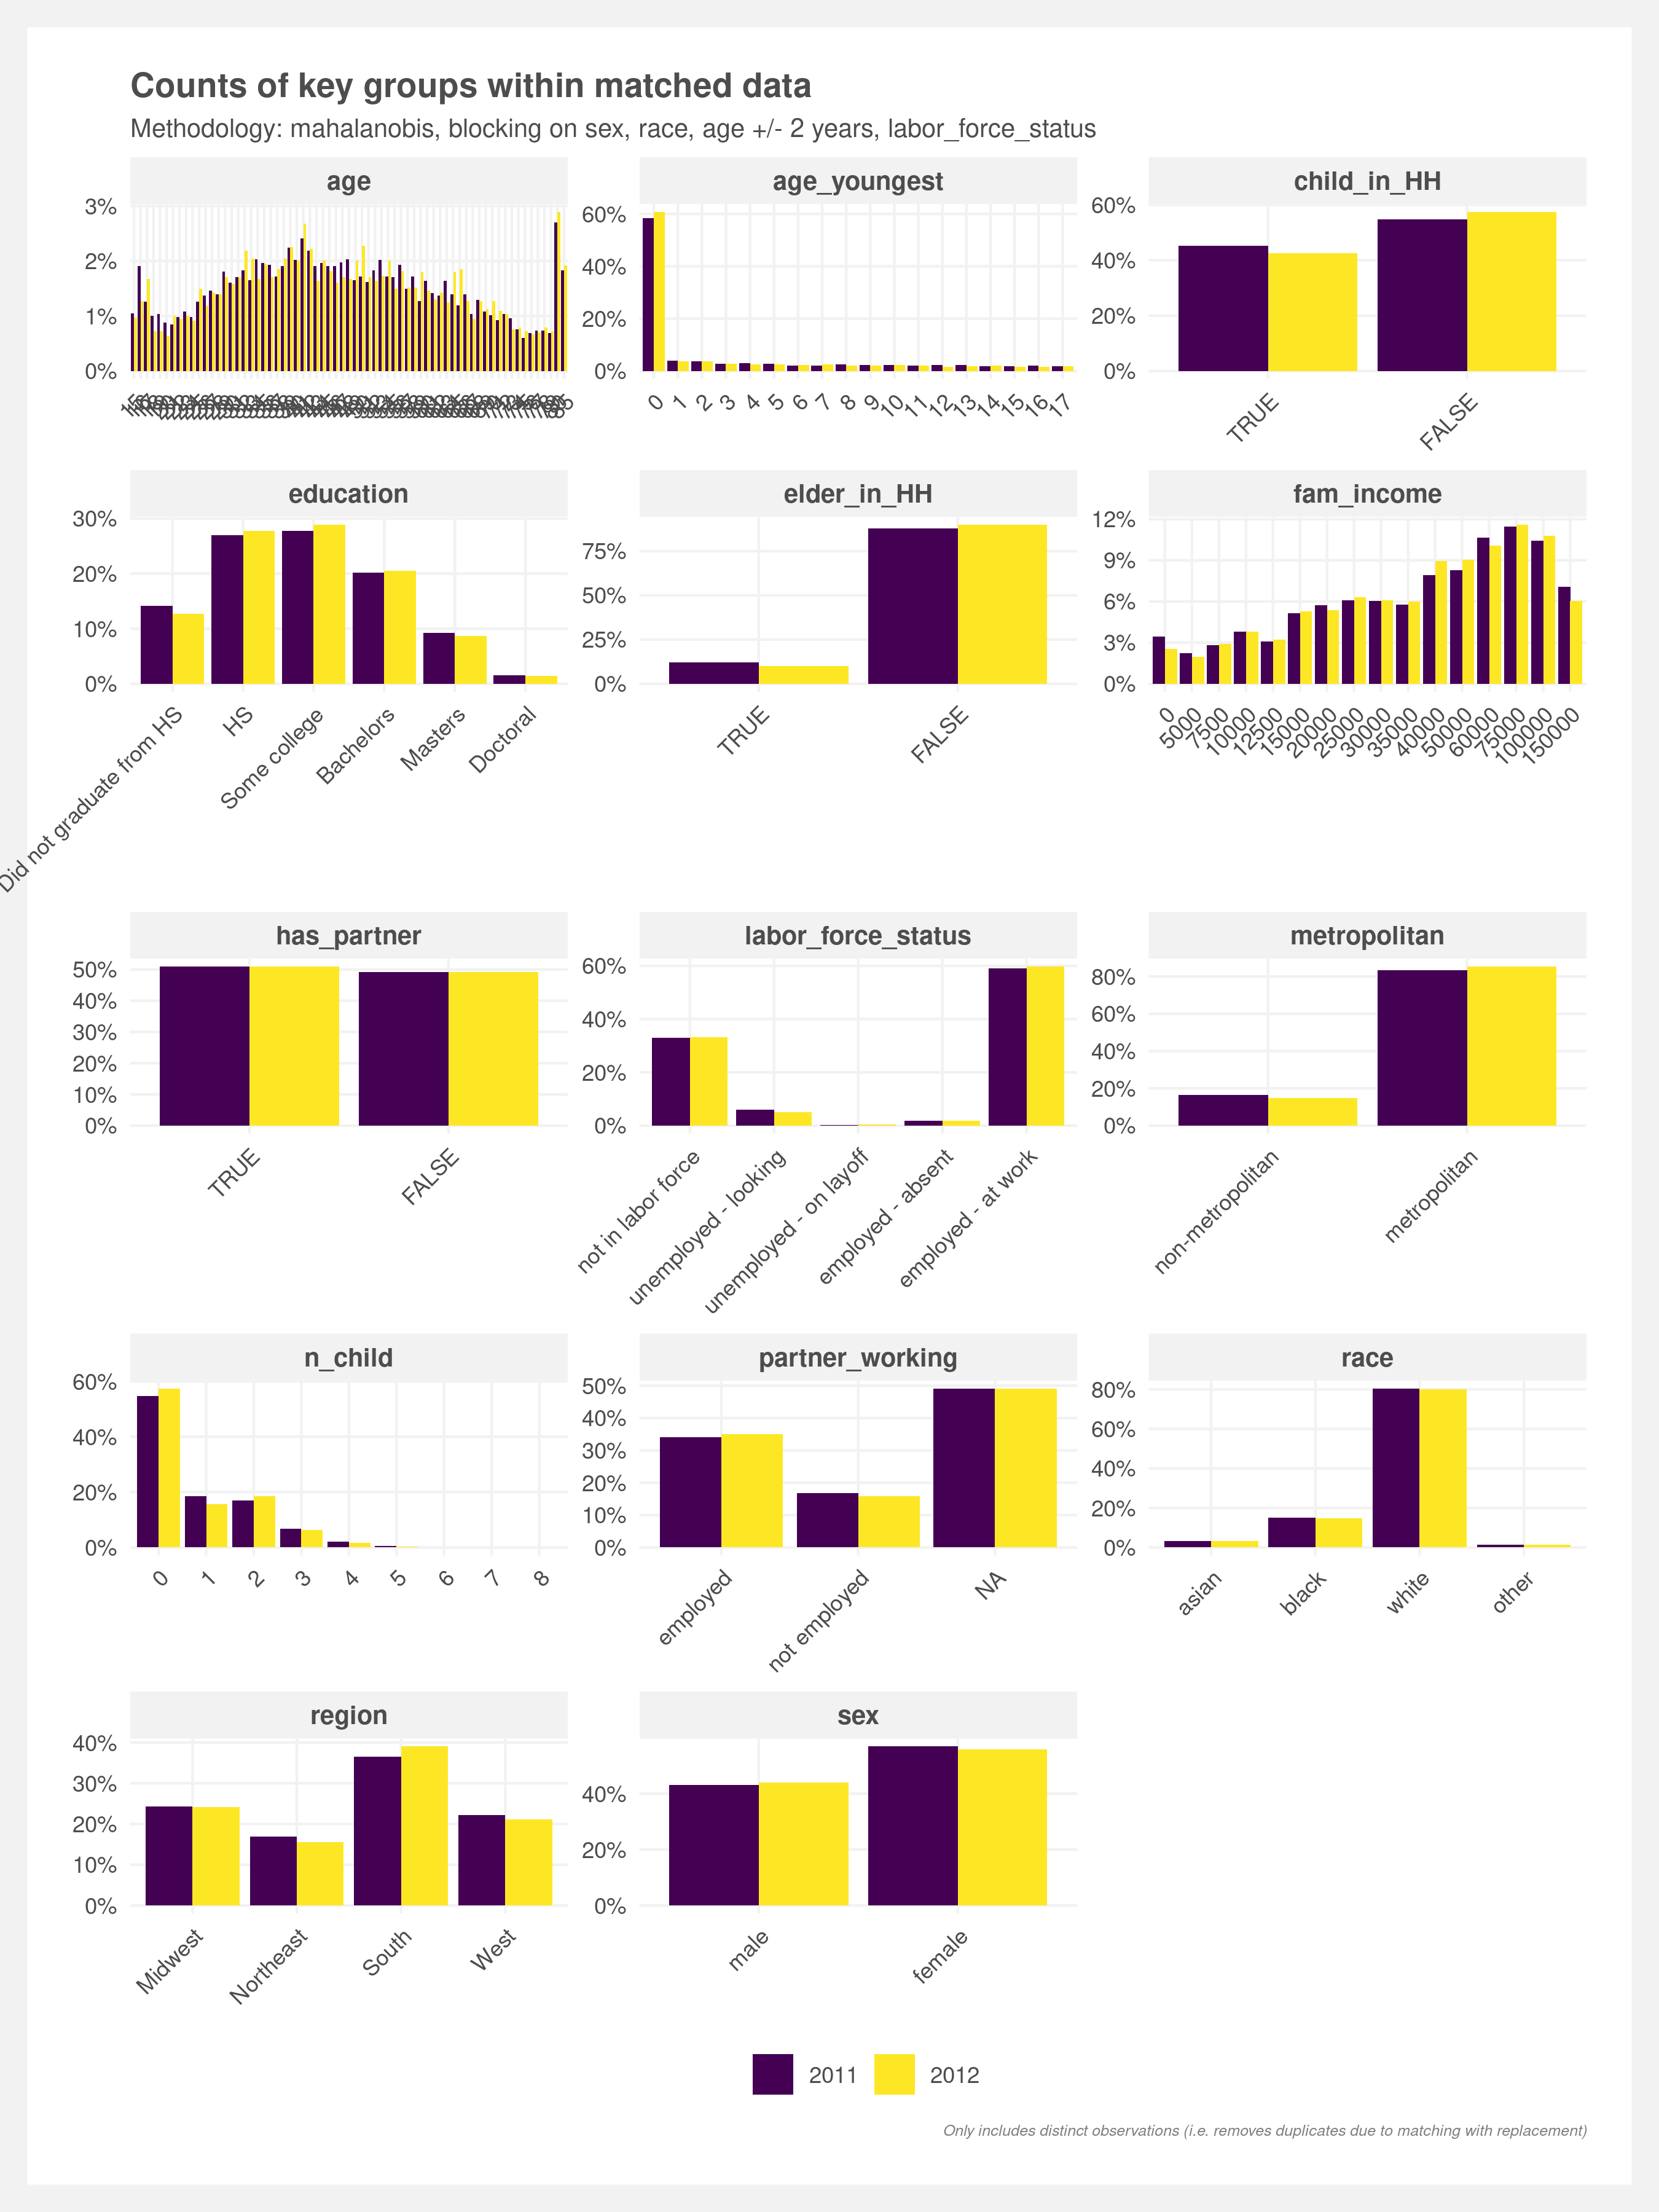 Counts of key groups within matched data
Methodology: mahalanobis, blocking on sex, race, age +/- 2 years, labor_force_status
age
3%
2%
1%
0%
age_youngest
60%
40%
20%
0%
0 1 2 3 4 5 6 7 8 9 10 11 12 13 14 15 16 17
child_in_HH
60%
40%
20%
0%
TRUE FALSE
education
30%
20%
10%
0%
Did not graduate from HS
HS
Some college
Bachelors
Masters
Doctoral
elder_in_HH
75%
50%
25%
0%
TRUE FALSE
fam_income
12%
9%
6%
3%
0%
0 5000 7500 10000 12500 15000 20000 25000 30000 35000 40000 50000 60000 75000 100000 150000
has_partner
50%
40%
30%
20%
10%
0%
TRUE FALSE
labor_force_status
60%
40%
20%
0%
not in labor force
unemployed - looking
unemployed - on layoff
employed - absent
employed - at work
metropolitan
80%
60%
40%
20%
0%
non-metropolitan
metropolitan
n_child
60%
40%
20%
0%
0 1 2 3 4 5 6 7 8
partner_working
50%
40%
30%
20%
10%
0%
employed
not employed
NA
race
80%
60%
40%
20%
0%
asian
black
white
other
region
40%
30%
20%
10%
0%
Midwest
Northeast
South
West
sex
40%
20%
0%
male
female
2011 2012
Only includes distinct observations (i.e. removes duplicates due to matching with replacement)